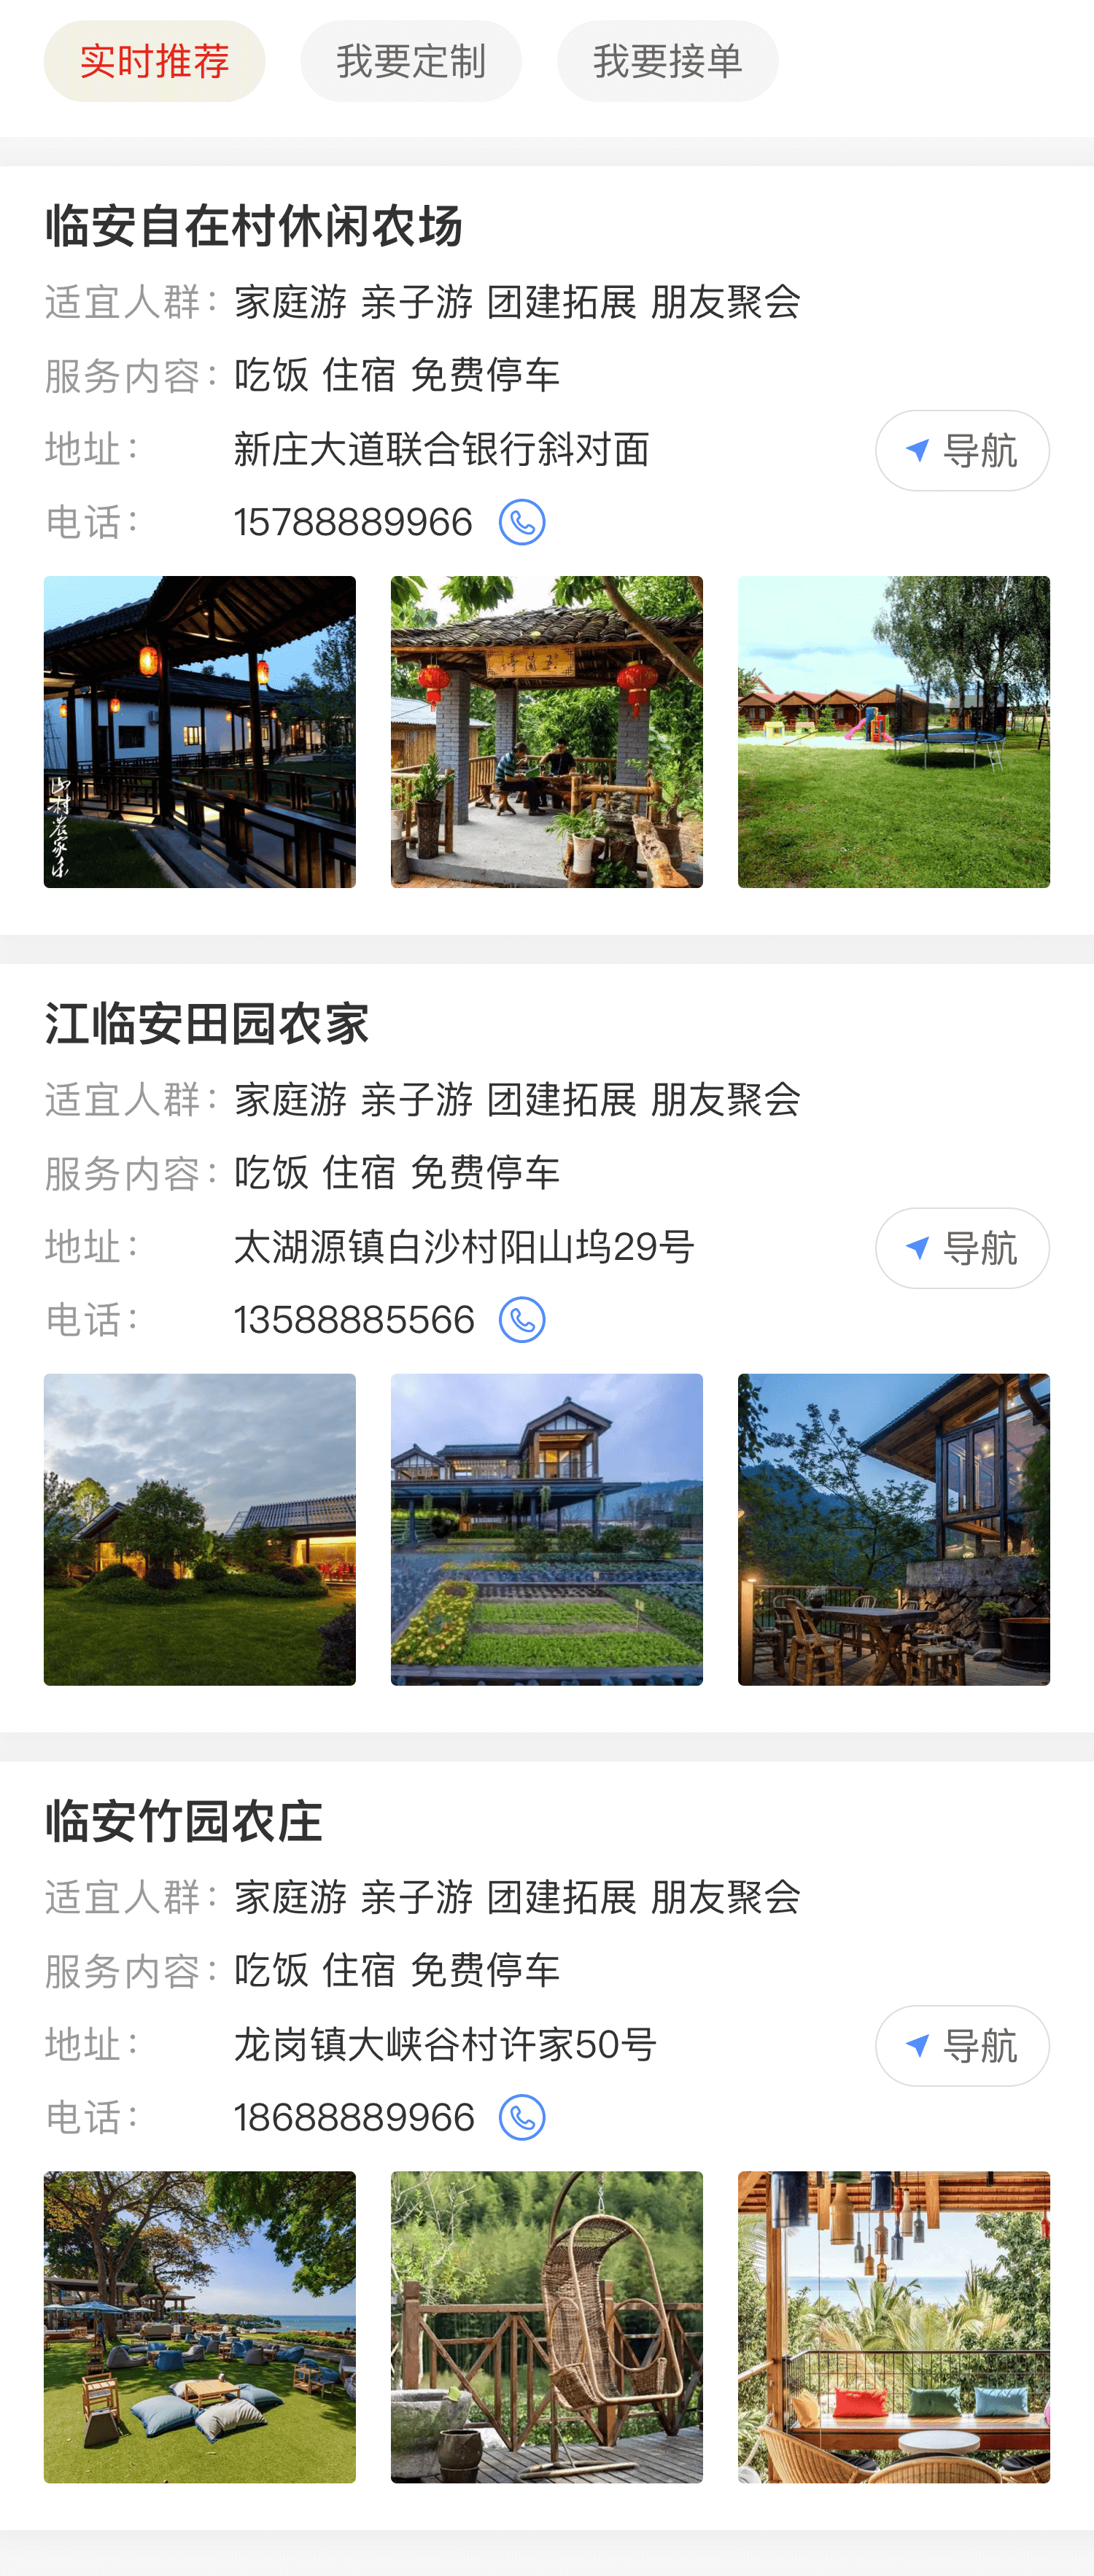 实时推荐 我要定制 我要接单
临安自在村休闲农场
适宜人群：家庭游 亲子游 团建拓展 朋友聚会
服务内容：吃饭 住宿 免费停车
地址： 新庄大道联合银行斜对面 导航
电话： 15788889966
山村农家乐
江临安田园农家
适宜人群：家庭游 亲子游 团建拓展 朋友聚会
服务内容：吃饭 住宿 免费停车
地址： 太湖源镇白沙村阳山坞29号 导航
电话： 13588885566
临安竹园农庄
适宜人群：家庭游 亲子游 团建拓展 朋友聚会
服务内容：吃饭 住宿 免费停车
地址： 龙岗镇大峡谷村许家50号 导航
电话： 18688889966